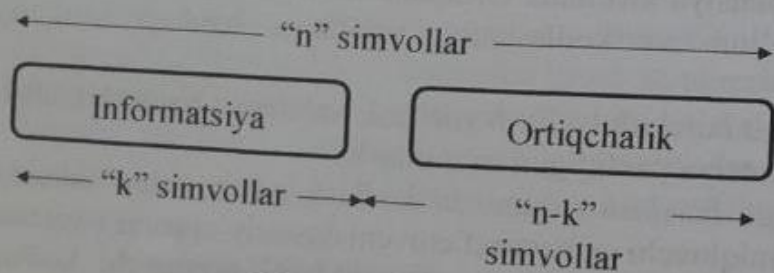 “n” simvollar
Informatsiya
Ortiqchalik
“k” simvollar
“n-k”
simvollar